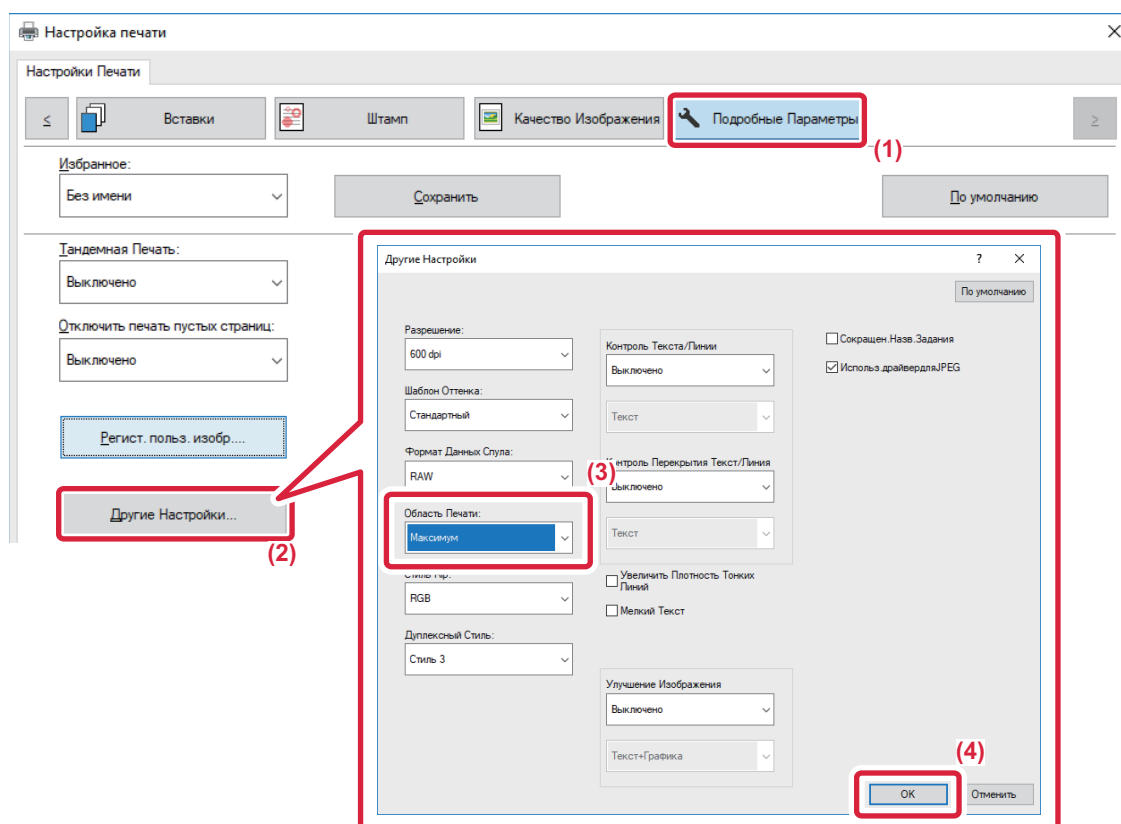 Настройка печати
Настройки Печати
<
Вставки
Штамп
Качество Изображения
Подробные Параметры
>
(1)
Избранное:
Без имени
Сохранить
По умолчанию
Тандемная Печать:
Выключено
Отключить печать пустых страниц:
Выключено
Регист. польз. изобр....
Другие Настройки...
(2)
Другие Настройки
?
По умолчанию
Разрешение:
600 dpi
Шаблон Оттенка:
Стандартный
Формат Данных Спула:
RAW
(3)
Область Печати:
Максимум
RGB
Дуплексный Стиль:
Стиль 3
Контроль Текста/Линии
Выключено
Текст
Контроль Перекрытия Текст/Линия
Выключено
Текст
Увеличить Плотность Тонких
Линий
Мелкий Текст
Улучшение Изображения
Выключено
Текст+Графика
Сокращен.Назв.Задания
Использ.драйвердляJPEG
(4)
OK
Отменить